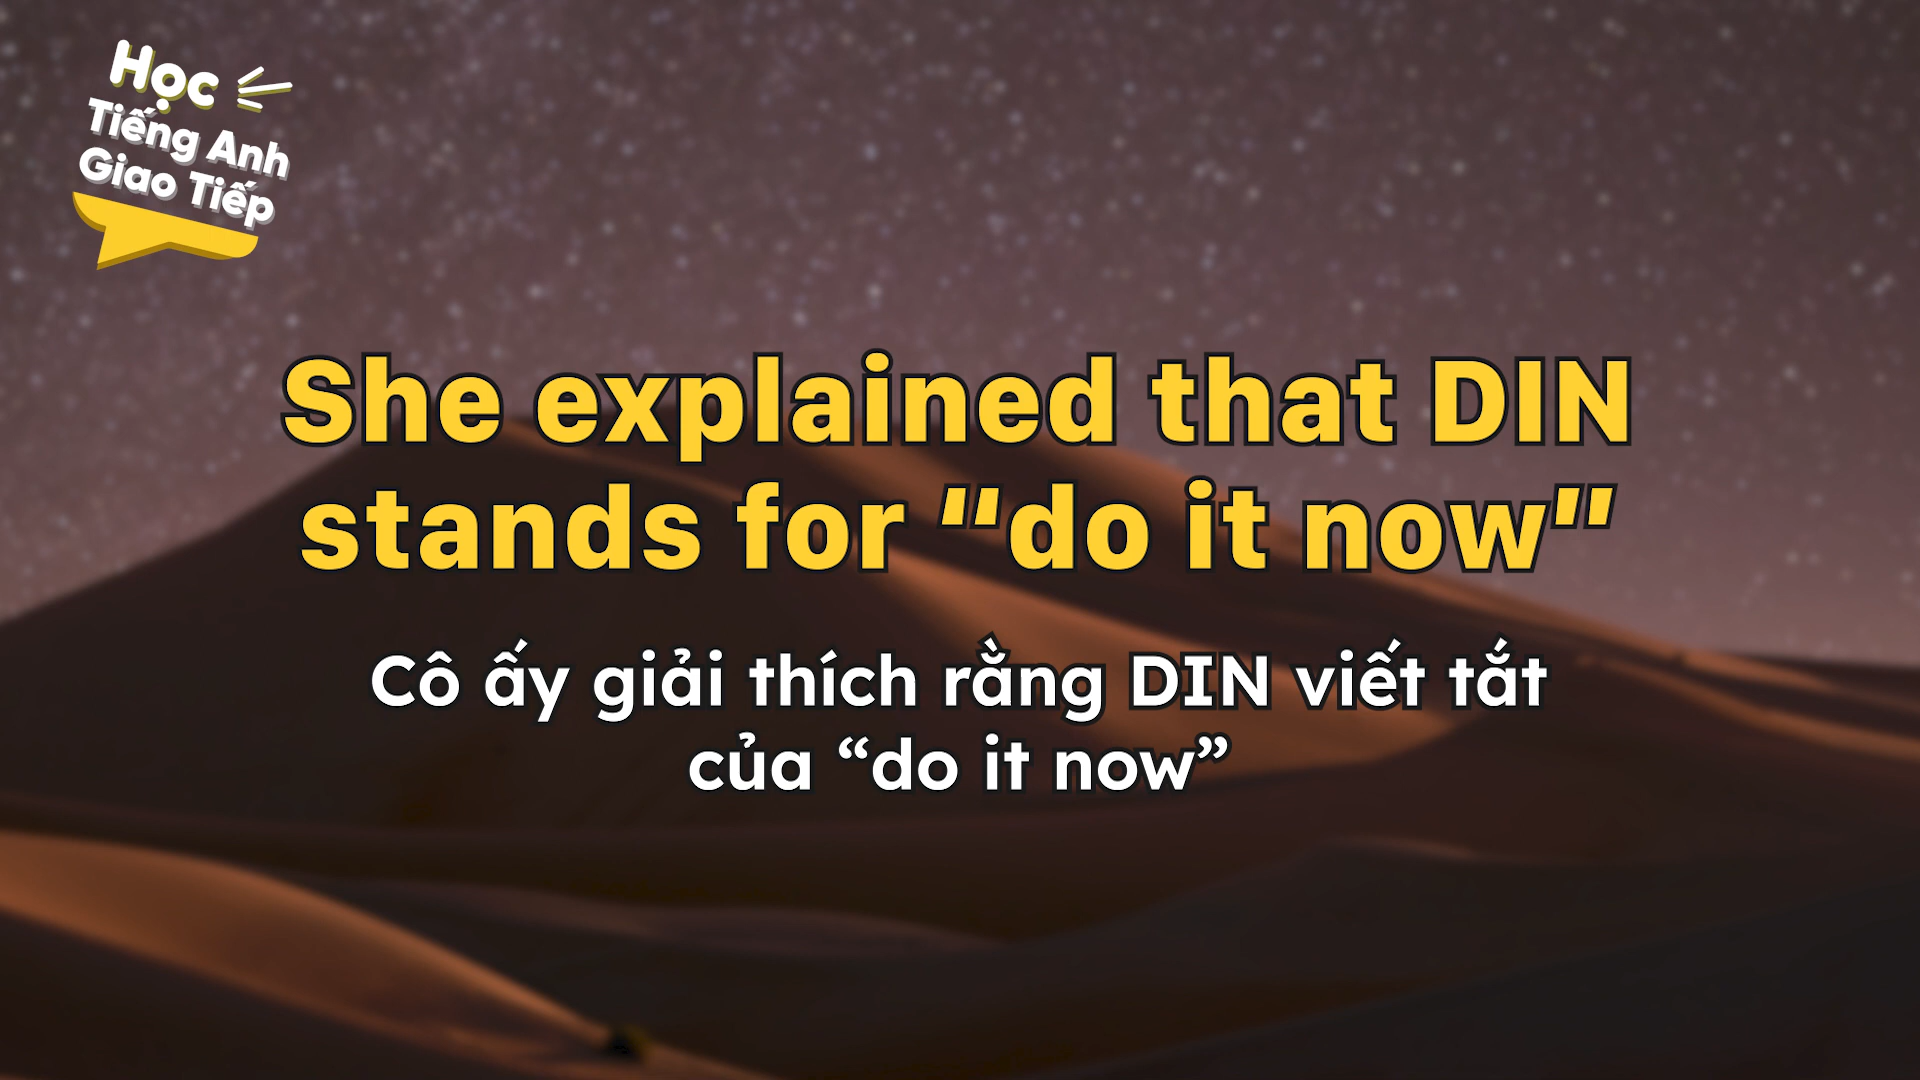 Học
Tiếng Anh
Giao Tiếp
She explained that DIN
stands for “do it now”
Cô ấy giải thích rằng DIN viết tắt
của “do it now”